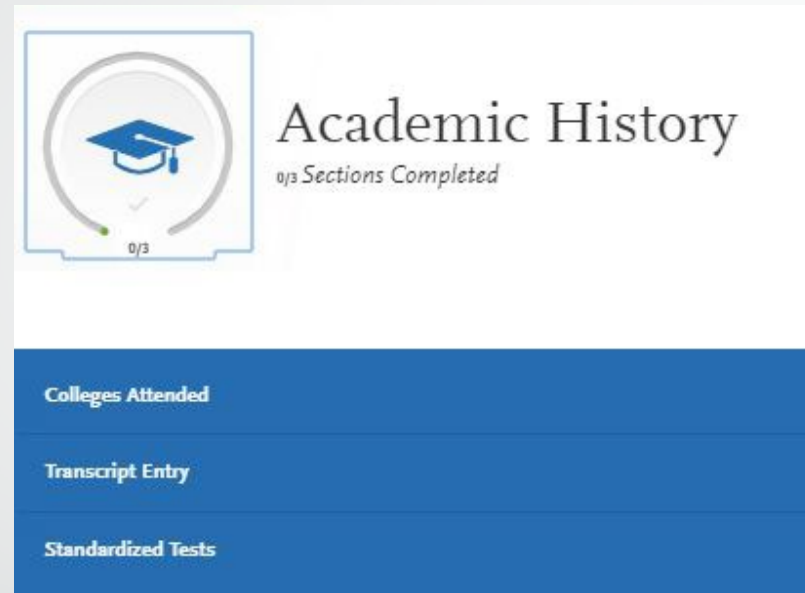 0/3
Academic History
0/3 Sections Completed
Colleges Attended
Transcript Entry
Standardized Tests